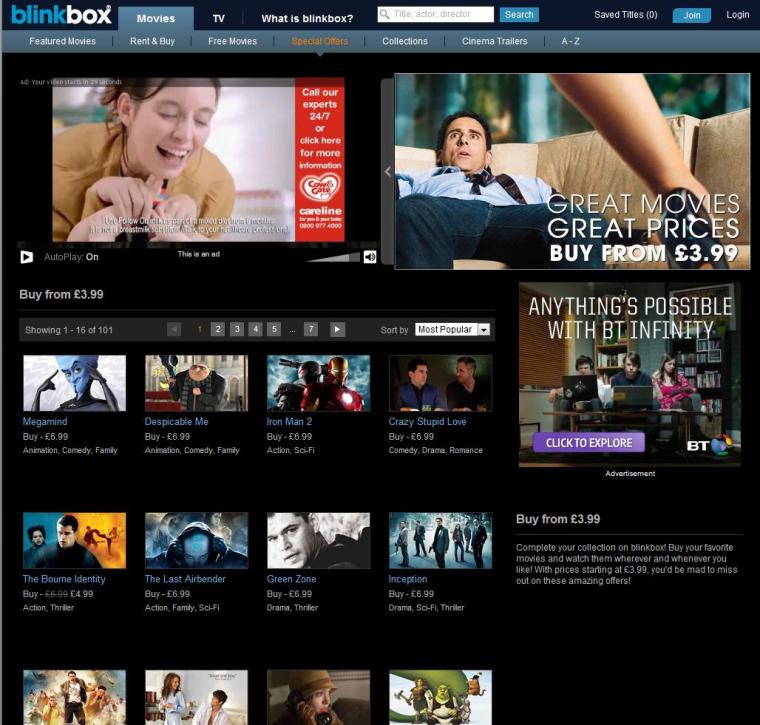 blinkbox
Movies
TV
What is blinkbox?
Title, actor, director
Search
Saved Titles (0)
Join
Login
Featured Movies
Rent & Buy
Free Movies
Special Offers
Collections
Cinema Trailers
A - Z
Ad: Your video starts in 29 seconds
Call our
experts
24/7
or
click here
for more
information
Cow&
Gate
careline
for you & your baby
0800 977 4000
AutoPlay: On
This is an ad
GREAT MOVIES
GREAT PRICES
BUY FROM £3.99
Buy from £3.99
Showing 1 - 16 of 101
1 2 3 4 5 ... 7
Sort by
Most Popular
Megamind
Buy - £6.99
Animation, Comedy, Family
Despicable Me
Buy - £6.99
Animation, Comedy, Family
Iron Man 2
Buy - £6.99
Action, Sci-Fi
Crazy Stupid Love
Buy - £6.99
Comedy, Drama, Romance
ANYTHING'S POSSIBLE
WITH BT INFINITY
CLICK TO EXPLORE
BT
Advertisement
The Bourne Identity
Buy - £6.99 £4.99
Action, Thriller
The Last Airbender
Buy - £6.99
Action, Family, Sci-Fi
Green Zone
Buy - £6.99
Drama, Thriller
Inception
Buy - £6.99
Drama, Sci-Fi, Thriller
Buy from £3.99
Complete your collection on blinkbox! Buy your favorite
movies and watch them wherever and whenever you
like! With prices starting at £3.99, you'd be mad to miss
out on these amazing offers!